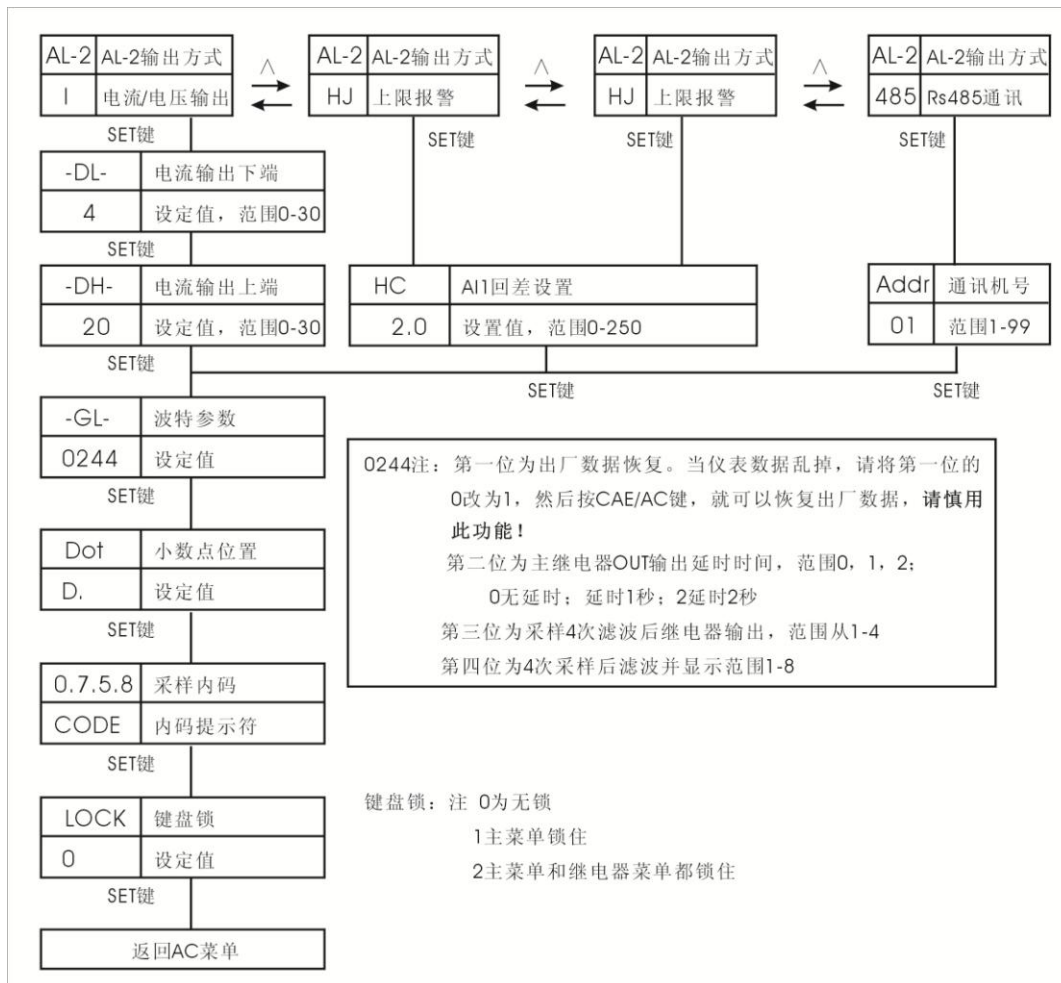 AL-2 AL-2输出方式
I 电流/电压输出
∧
AL-2 AL-2输出方式
HJ 上限报警
∧
AL-2 AL-2输出方式
HJ 上限报警
∧
AL-2 AL-2输出方式
485 Rs485通讯
SET键
SET键
SET键
SET键
-DL- 电流输出下端
4 设定值，范围0-30
SET键
-DH- 电流输出上端
20 设定值，范围0-30
HC AI1回差设置
2.0 设置值，范围0-250
Addr 通讯机号
01 范围1-99
SET键
SET键
SET键
-GL- 波特参数
0244 设定值
SET键
Dot 小数点位置
D. 设定值
SET键
0.7.5.8 采样内码
CODE 内码提示符
SET键
LOCK 键盘锁
0 设定值
SET键
返回AC菜单
0244注：第一位为出厂数据恢复。当仪表数据乱掉，请将第一位的
0改为1，然后按CAE/AC键，就可以恢复出厂数据，请慎用
此功能！
第二位为主继电器OUT输出延时时间，范围0，1，2；
0无延时；延时1秒；2延时2秒
第三位为采样4次滤波后继电器输出，范围从1-4
第四位为4次采样后滤波并显示范围1-8
键盘锁：注 0为无锁
1主菜单锁住
2主菜单和继电器菜单都锁住